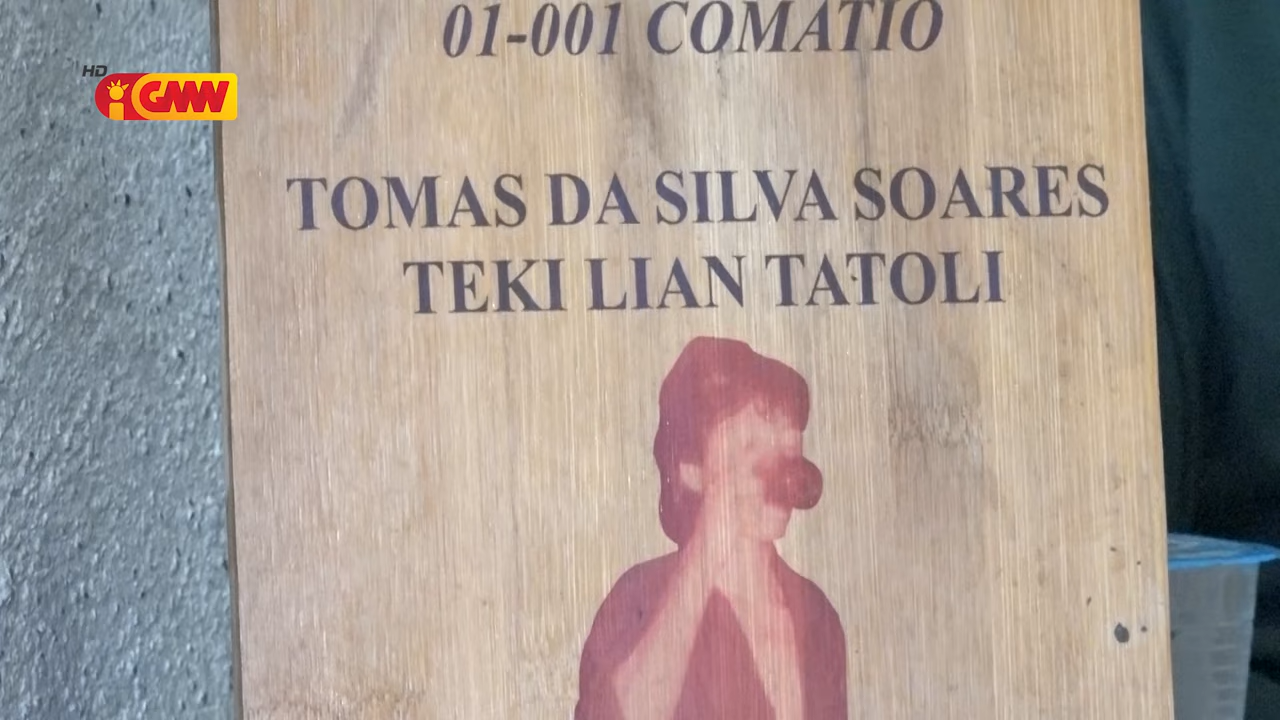 01-001 COMATIO
HD
GMN
TOMAS DA SILVA SOARES
TEKI LIAN TATOLI